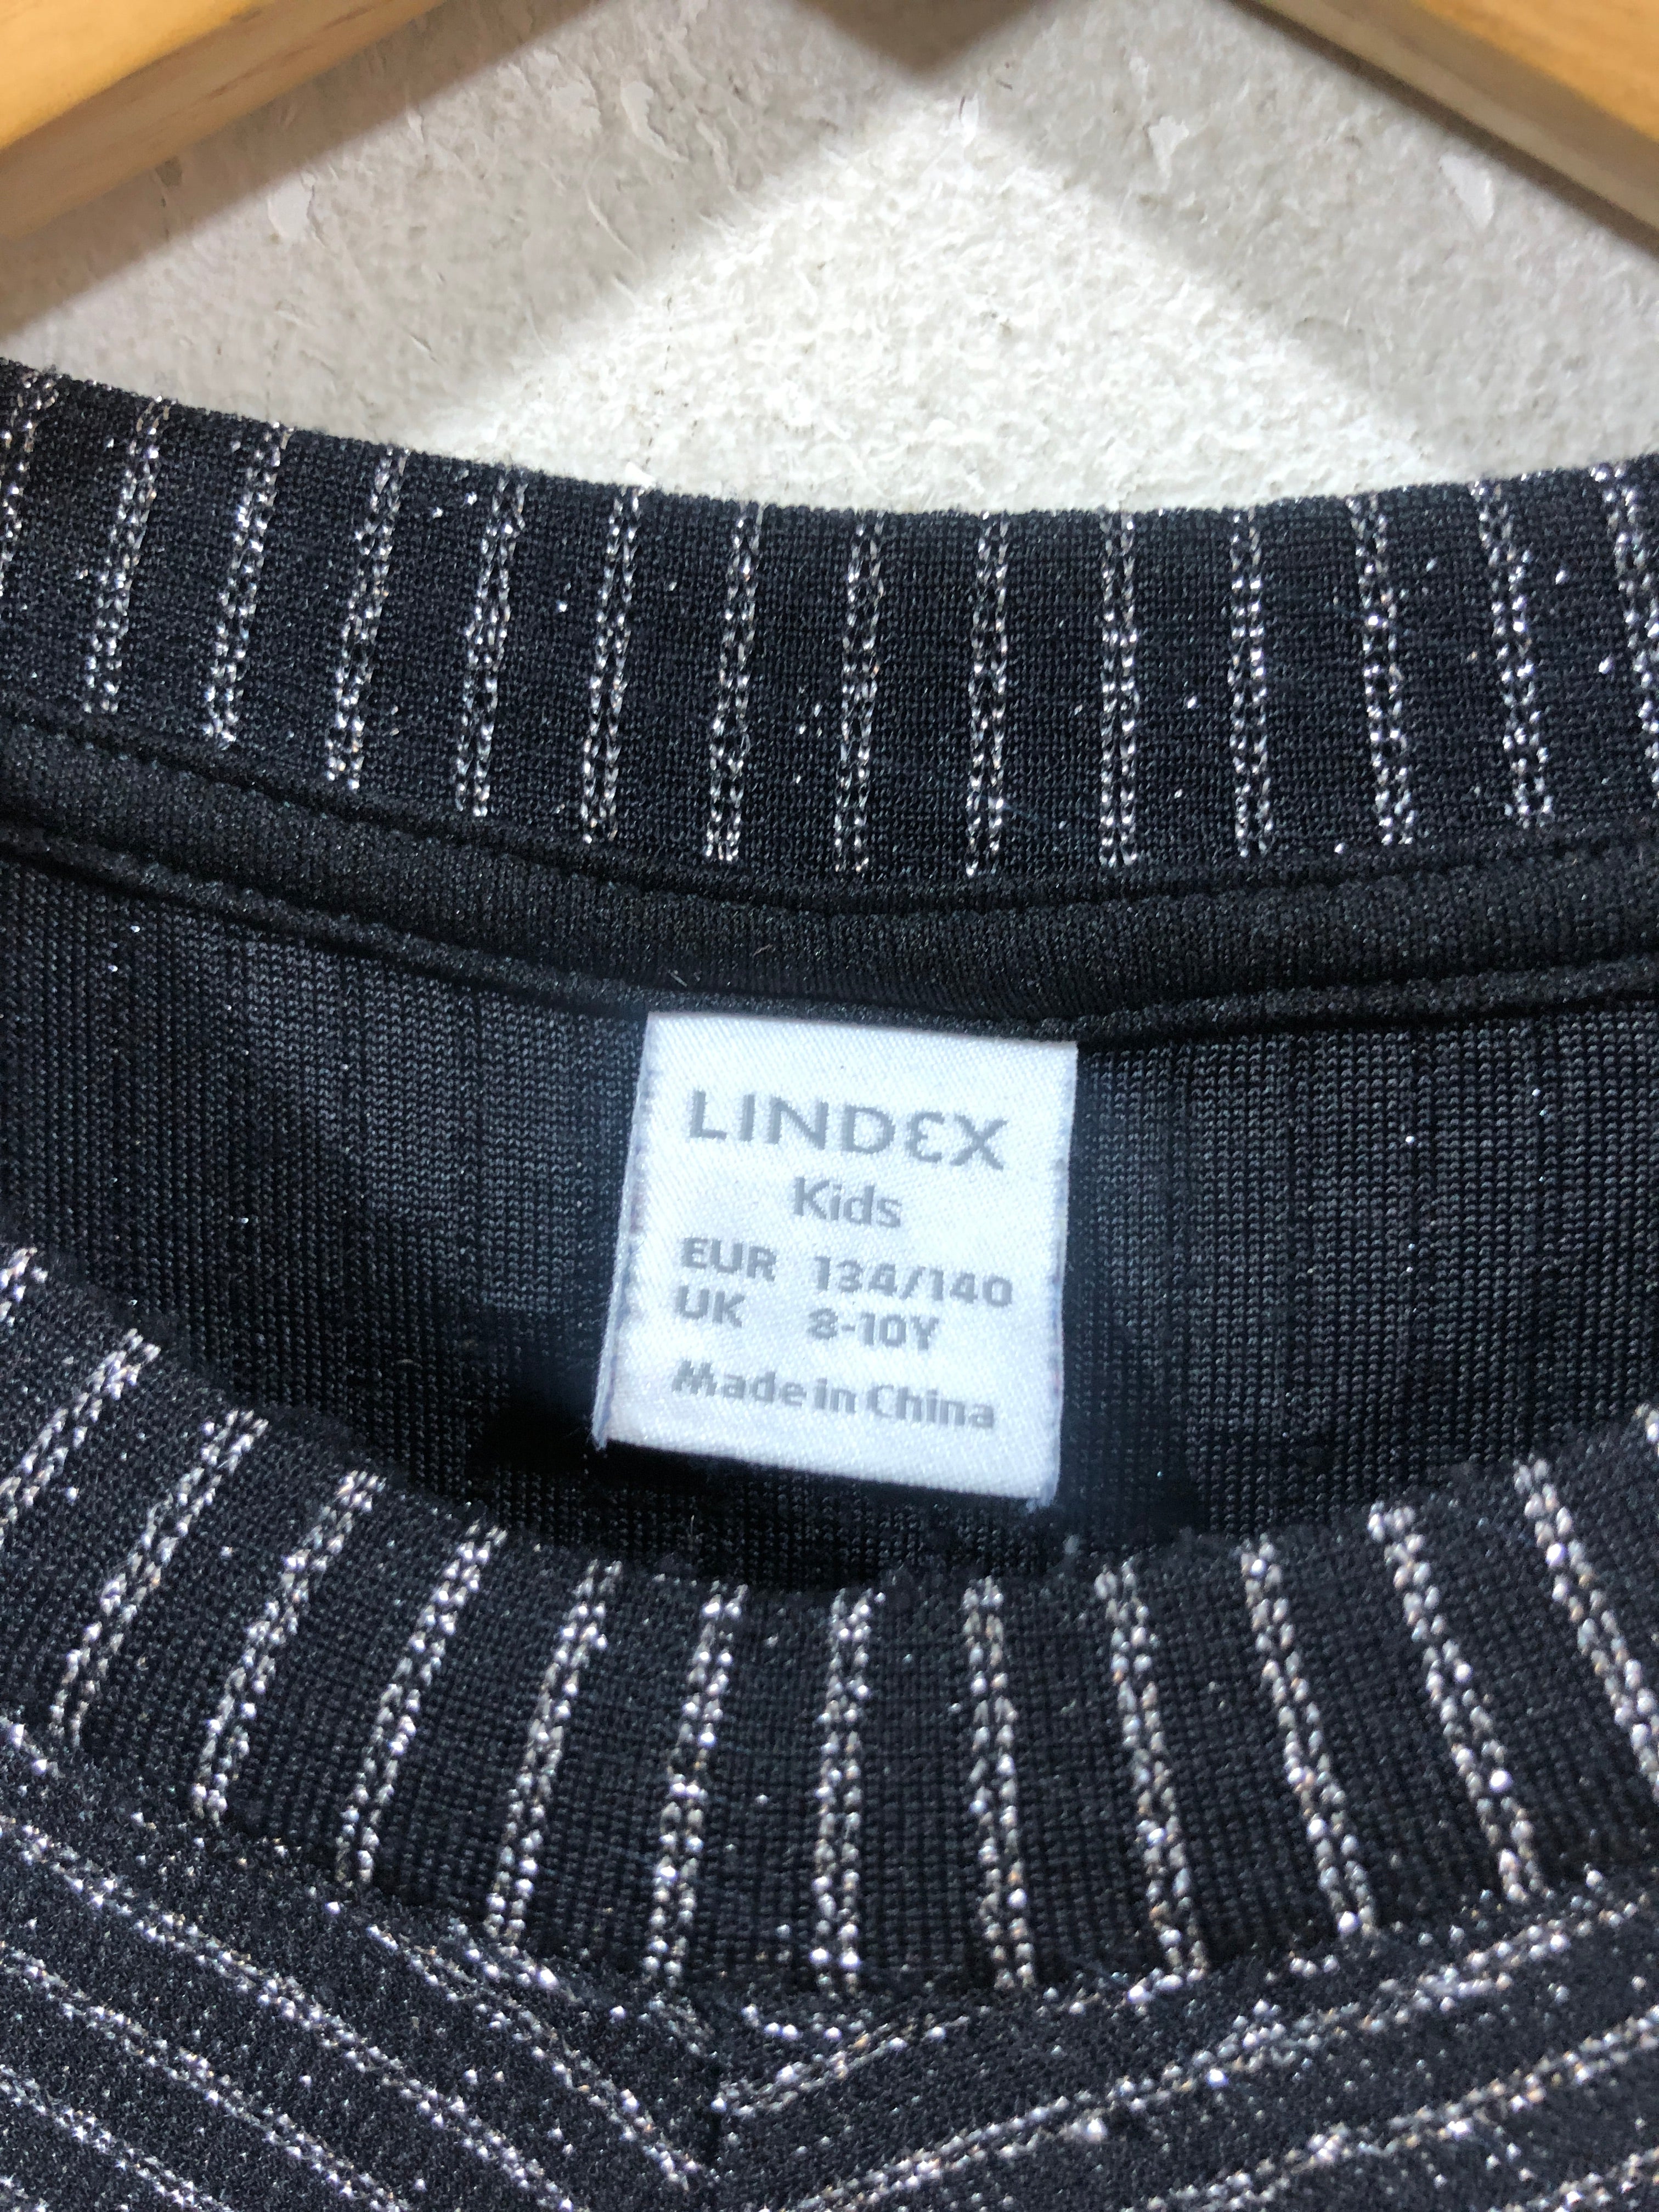 LINDEX
Kids
EUR 134/140
UK 8-10Y
Made in China